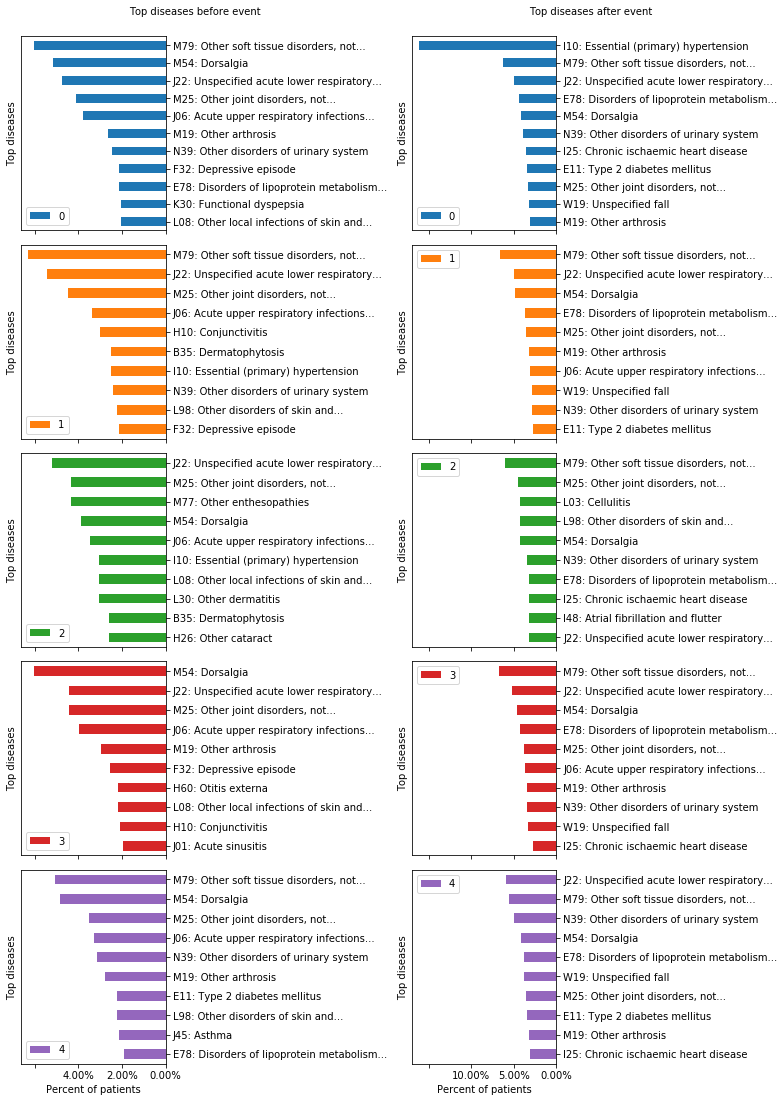 Top diseases before event
Top diseases
M79: Other soft tissue disorders, not...
M54: Dorsalgia
J22: Unspecified acute lower respiratory...
M25: Other joint disorders, not...
J06: Acute upper respiratory infections...
M19: Other arthrosis
N39: Other disorders of urinary system
F32: Depressive episode
E78: Disorders of lipoprotein metabolism...
K30: Functional dyspepsia
L08: Other local infections of skin and...
0
Top diseases
M79: Other soft tissue disorders, not...
J22: Unspecified acute lower respiratory...
M25: Other joint disorders, not...
J06: Acute upper respiratory infections...
H10: Conjunctivitis
B35: Dermatophytosis
I10: Essential (primary) hypertension
N39: Other disorders of urinary system
L98: Other disorders of skin and...
F32: Depressive episode
1
Top diseases
J22: Unspecified acute lower respiratory...
M25: Other joint disorders, not...
M77: Other enthesopathies
M54: Dorsalgia
J06: Acute upper respiratory infections...
I10: Essential (primary) hypertension
L08: Other local infections of skin and...
L30: Other dermatitis
B35: Dermatophytosis
H26: Other cataract
2
Top diseases
M54: Dorsalgia
J22: Unspecified acute lower respiratory...
M25: Other joint disorders, not...
J06: Acute upper respiratory infections...
M19: Other arthrosis
F32: Depressive episode
H60: Otitis externa
L08: Other local infections of skin and...
H10: Conjunctivitis
J01: Acute sinusitis
3
Top diseases
M79: Other soft tissue disorders, not...
M54: Dorsalgia
M25: Other joint disorders, not...
J06: Acute upper respiratory infections...
N39: Other disorders of urinary system
M19: Other arthrosis
E11: Type 2 diabetes mellitus
L98: Other disorders of skin and...
J45: Asthma
E78: Disorders of lipoprotein metabolism...
4
4.00% 2.00% 0.00%
Percent of patients
Top diseases after event
Top diseases
I10: Essential (primary) hypertension
M79: Other soft tissue disorders, not...
J22: Unspecified acute lower respiratory...
E78: Disorders of lipoprotein metabolism...
M54: Dorsalgia
N39: Other disorders of urinary system
I25: Chronic ischaemic heart disease
E11: Type 2 diabetes mellitus
M25: Other joint disorders, not...
W19: Unspecified fall
M19: Other arthrosis
0
Top diseases
1
M79: Other soft tissue disorders, not...
J22: Unspecified acute lower respiratory...
M54: Dorsalgia
E78: Disorders of lipoprotein metabolism...
M25: Other joint disorders, not...
M19: Other arthrosis
J06: Acute upper respiratory infections...
W19: Unspecified fall
N39: Other disorders of urinary system
E11: Type 2 diabetes mellitus
Top diseases
2
M79: Other soft tissue disorders, not...
M25: Other joint disorders, not...
L03: Cellulitis
L98: Other disorders of skin and...
M54: Dorsalgia
N39: Other disorders of urinary system
E78: Disorders of lipoprotein metabolism...
I25: Chronic ischaemic heart disease
I48: Atrial fibrillation and flutter
J22: Unspecified acute lower respiratory...
Top diseases
3
M79: Other soft tissue disorders, not...
J22: Unspecified acute lower respiratory...
M54: Dorsalgia
E78: Disorders of lipoprotein metabolism...
M25: Other joint disorders, not...
J06: Acute upper respiratory infections...
M19: Other arthrosis
N39: Other disorders of urinary system
W19: Unspecified fall
I25: Chronic ischaemic heart disease
Top diseases
4
J22: Unspecified acute lower respiratory...
M79: Other soft tissue disorders, not...
N39: Other disorders of urinary system
M54: Dorsalgia
E78: Disorders of lipoprotein metabolism...
W19: Unspecified fall
M25: Other joint disorders, not...
E11: Type 2 diabetes mellitus
M19: Other arthrosis
I25: Chronic ischaemic heart disease
10.00% 5.00% 0.00%
Percent of patients